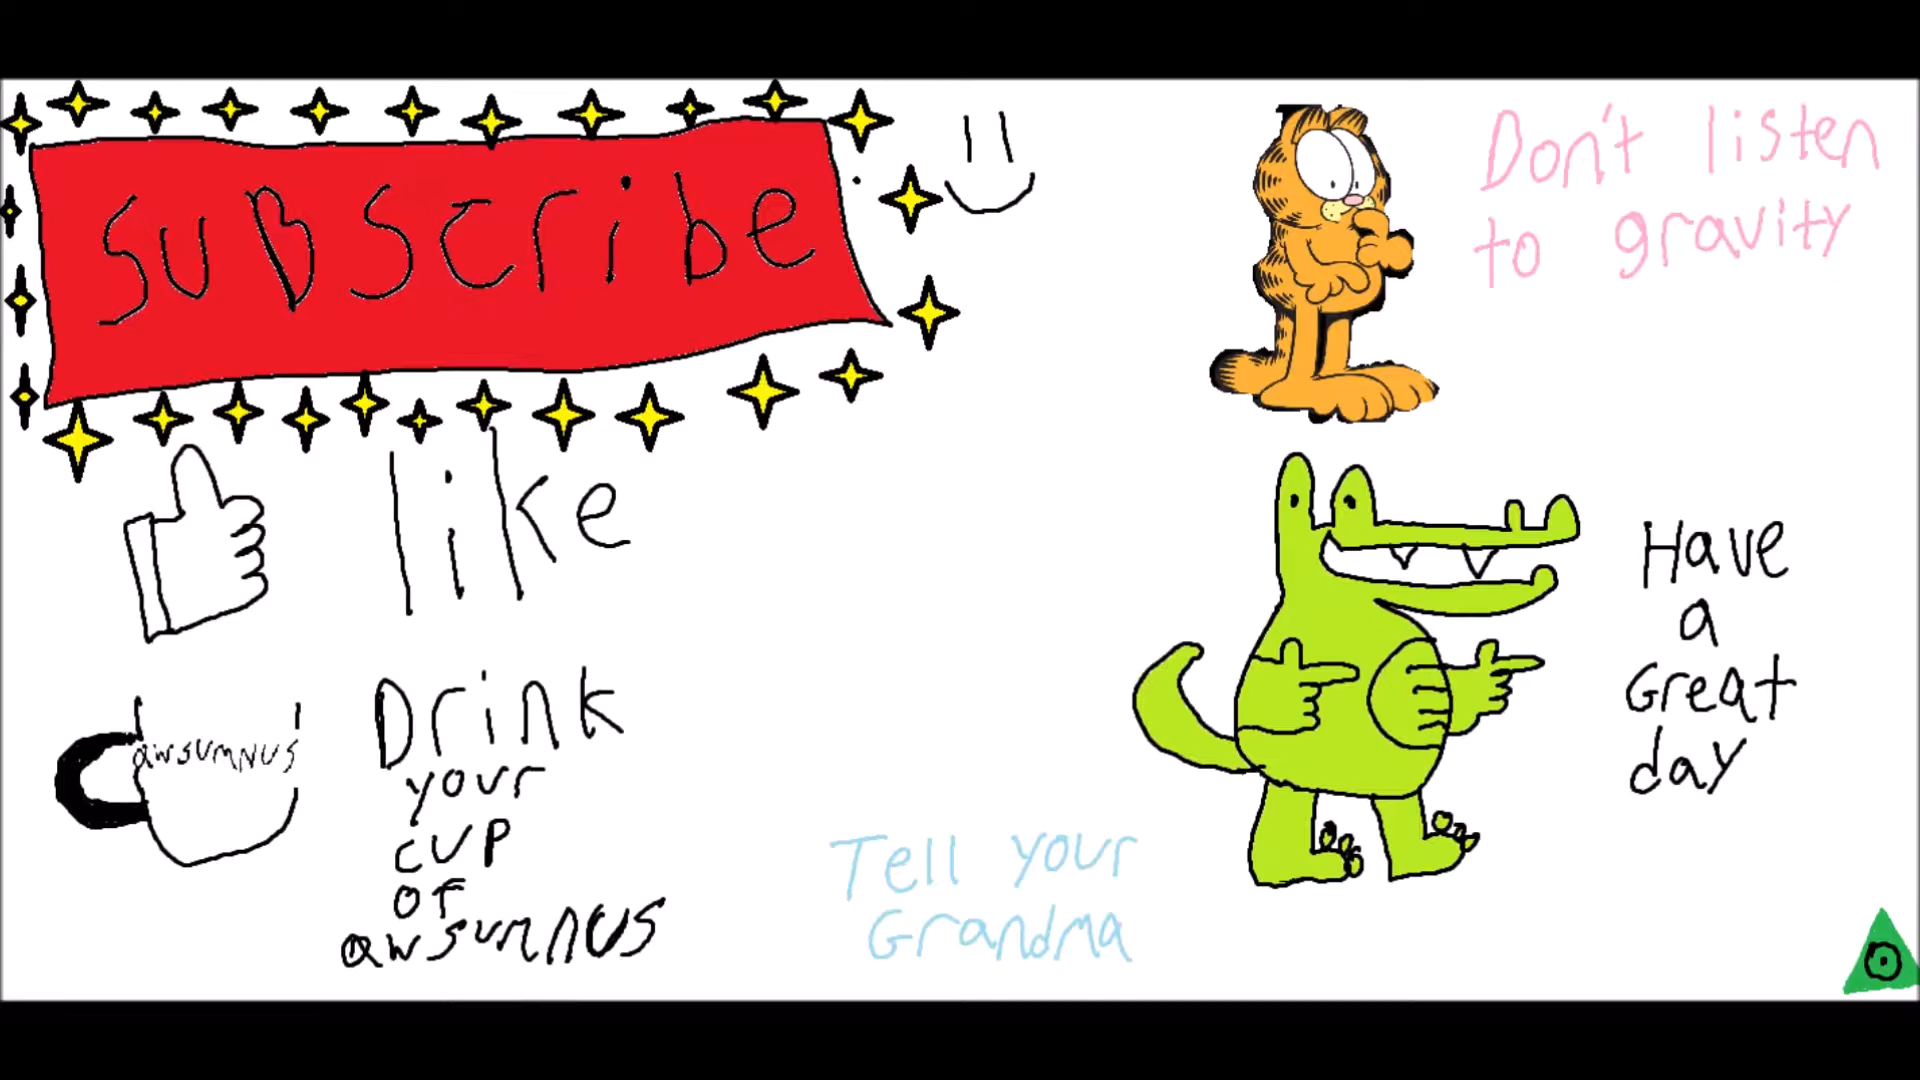 SUBscribe
Don't listen
to gravity
like
Have
a
Great
day
awsumnus
Drink
your
cup
of
awsumnus
Tell your
Grandma